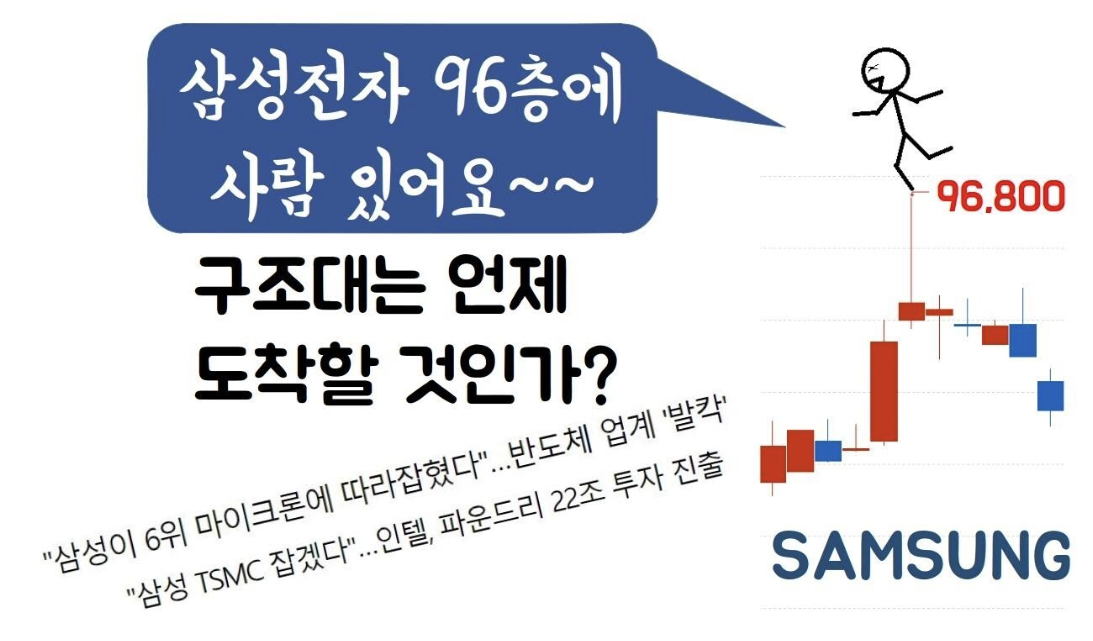 삼성전자 96층에
사람 있어요~~
96,800
구조대는 언제
도착할 것인가?
"삼성이 6위 마이크론에 따라잡혔다"...반도체 업계 '발칵'
"삼성 TSMC 잡겠다"...인텔, 파운드리 22조 투자 진출
SAMSUNG